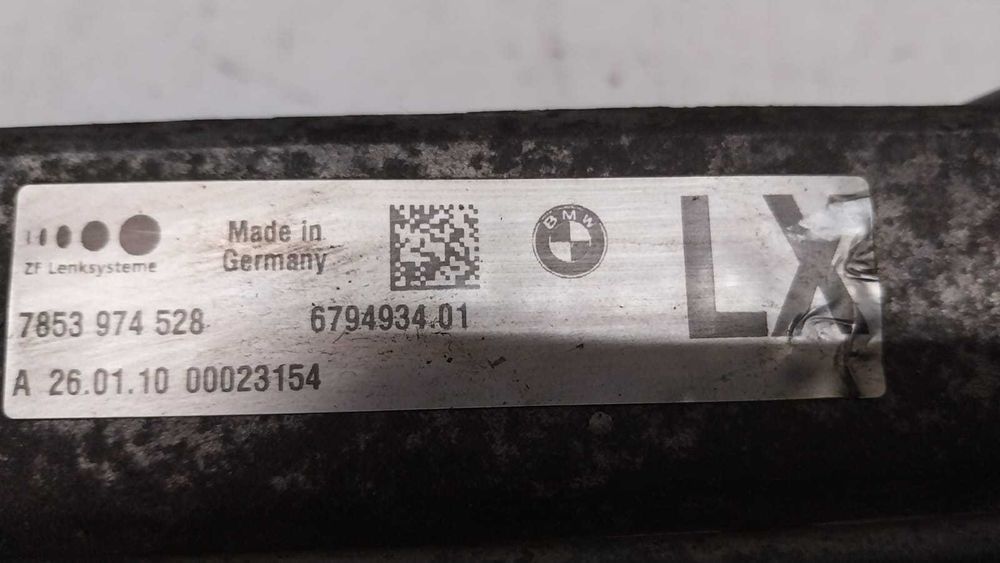 ZF Lenksysteme
Made in
Germany
BMW
LX
7853 974 528
6794934.01
A 26.01.10 00023154